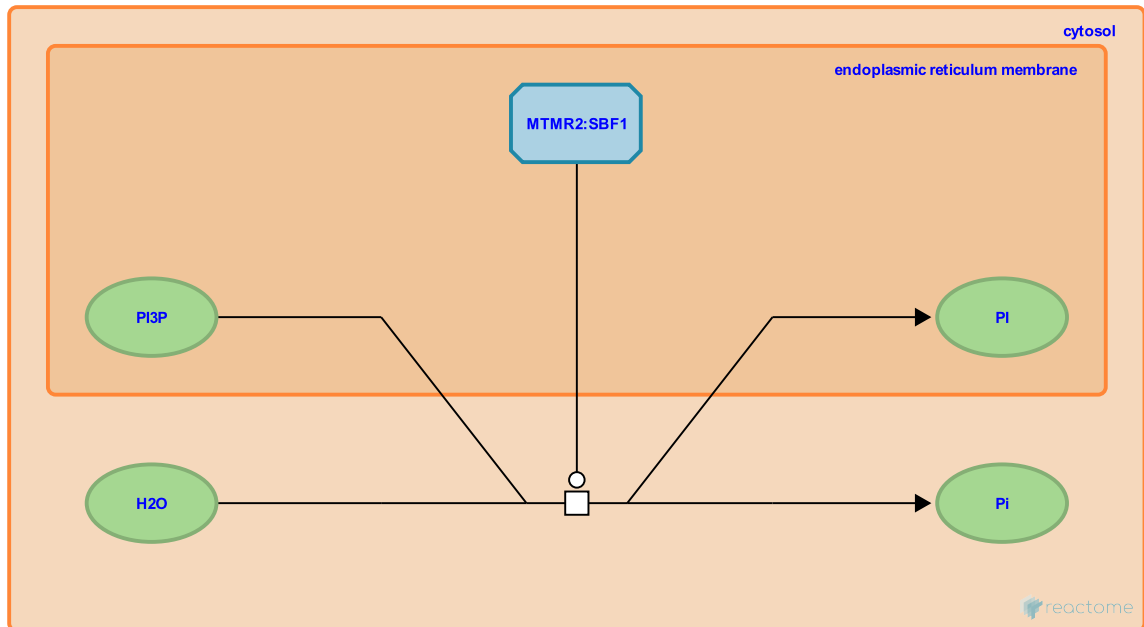 cytosol
endoplasmic reticulum membrane
MTMR2:SBF1
PI3P
PI
H2O
Pi
reactome